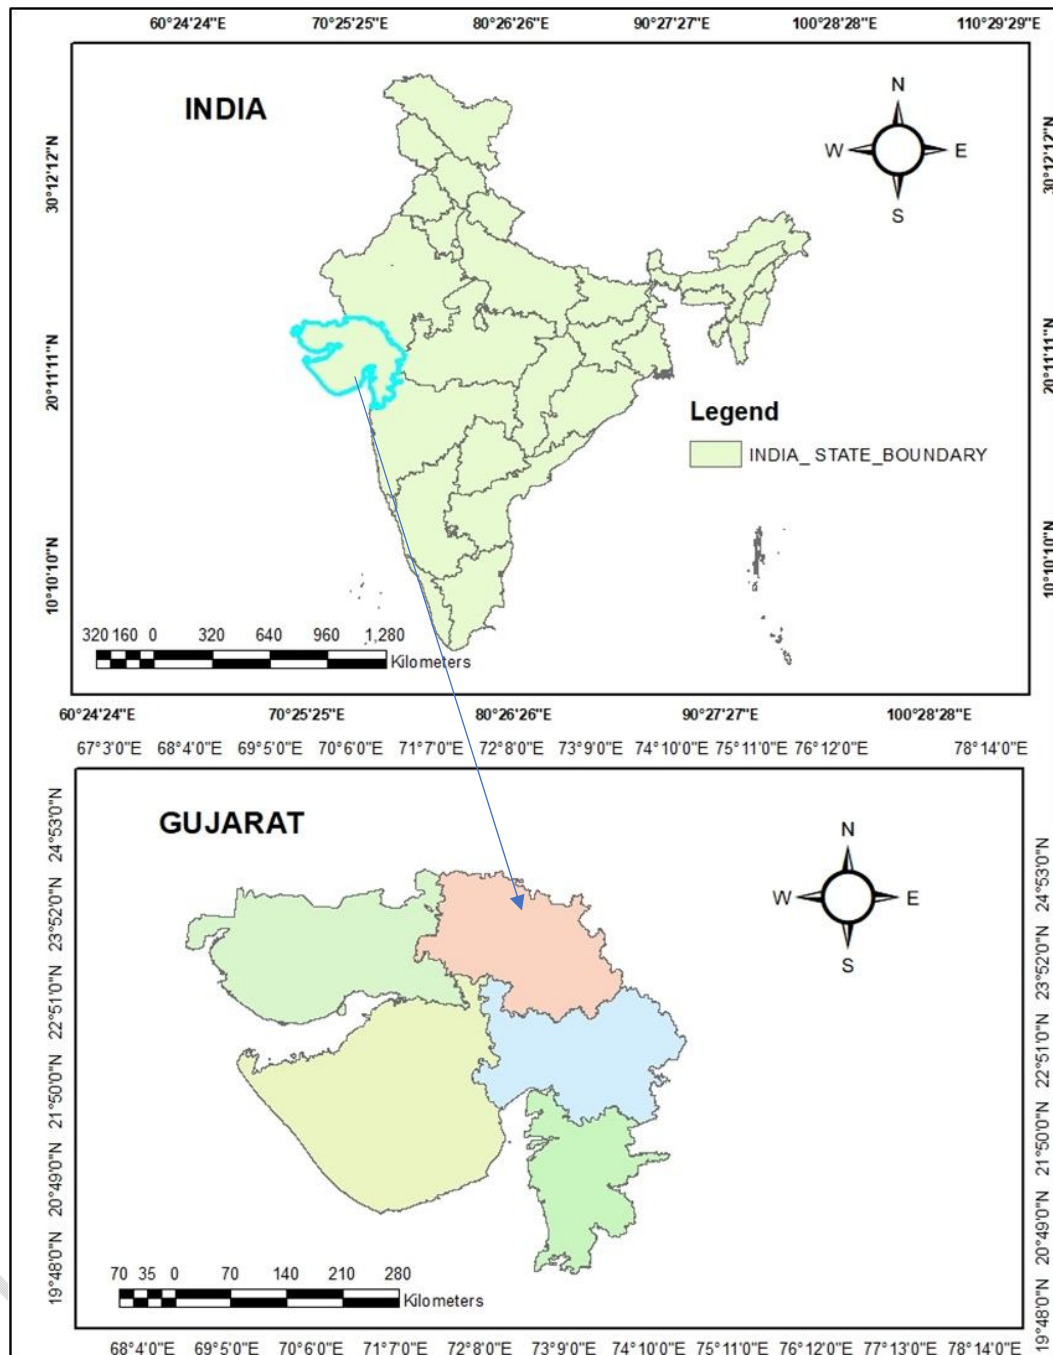 60°24'24"E 70°25'25"E 80°26'26"E 90°27'27"E 100°28'28"E 110°29'29"E
INDIA
N
W E
S
30°12'12"N
30°12'12"N
20°11'11"N
20°11'11"N
10°10'10"N
10°10'10"N
Legend
INDIA_ STATE_BOUNDARY
320 160 0 320 640 960 1,280
Kilometers
60°24'24"E 70°25'25"E 80°26'26"E 90°27'27"E 100°28'28"E
67°3'0"E 68°4'0"E 69°5'0"E 70°6'0"E 71°7'0"E 72°8'0"E 73°9'0"E 74°10'0"E 75°11'0"E 76°12'0"E 78°14'0"E
GUJARAT
N
W E
S
24°53'0"N
24°53'0"N
23°52'0"N
23°52'0"N
22°51'0"N
22°51'0"N
21°50'0"N
21°50'0"N
20°49'0"N
20°49'0"N
19°48'0"N
19°48'0"N
70 35 0 70 140 210 280
Kilometers
68°4'0"E 69°5'0"E 70°6'0"E 71°7'0"E 72°8'0"E 73°9'0"E 74°10'0"E 75°11'0"E 76°12'0"E 77°13'0"E 78°14'0"E